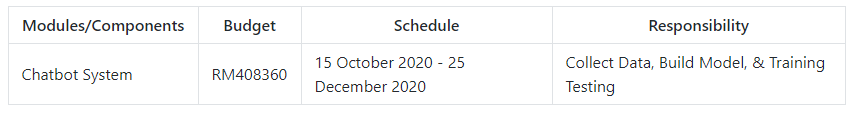 Modules/Components Budget Schedule Responsibility
Chatbot System RM408360 15 October 2020 - 25 December 2020 Collect Data, Build Model, & Training Testing